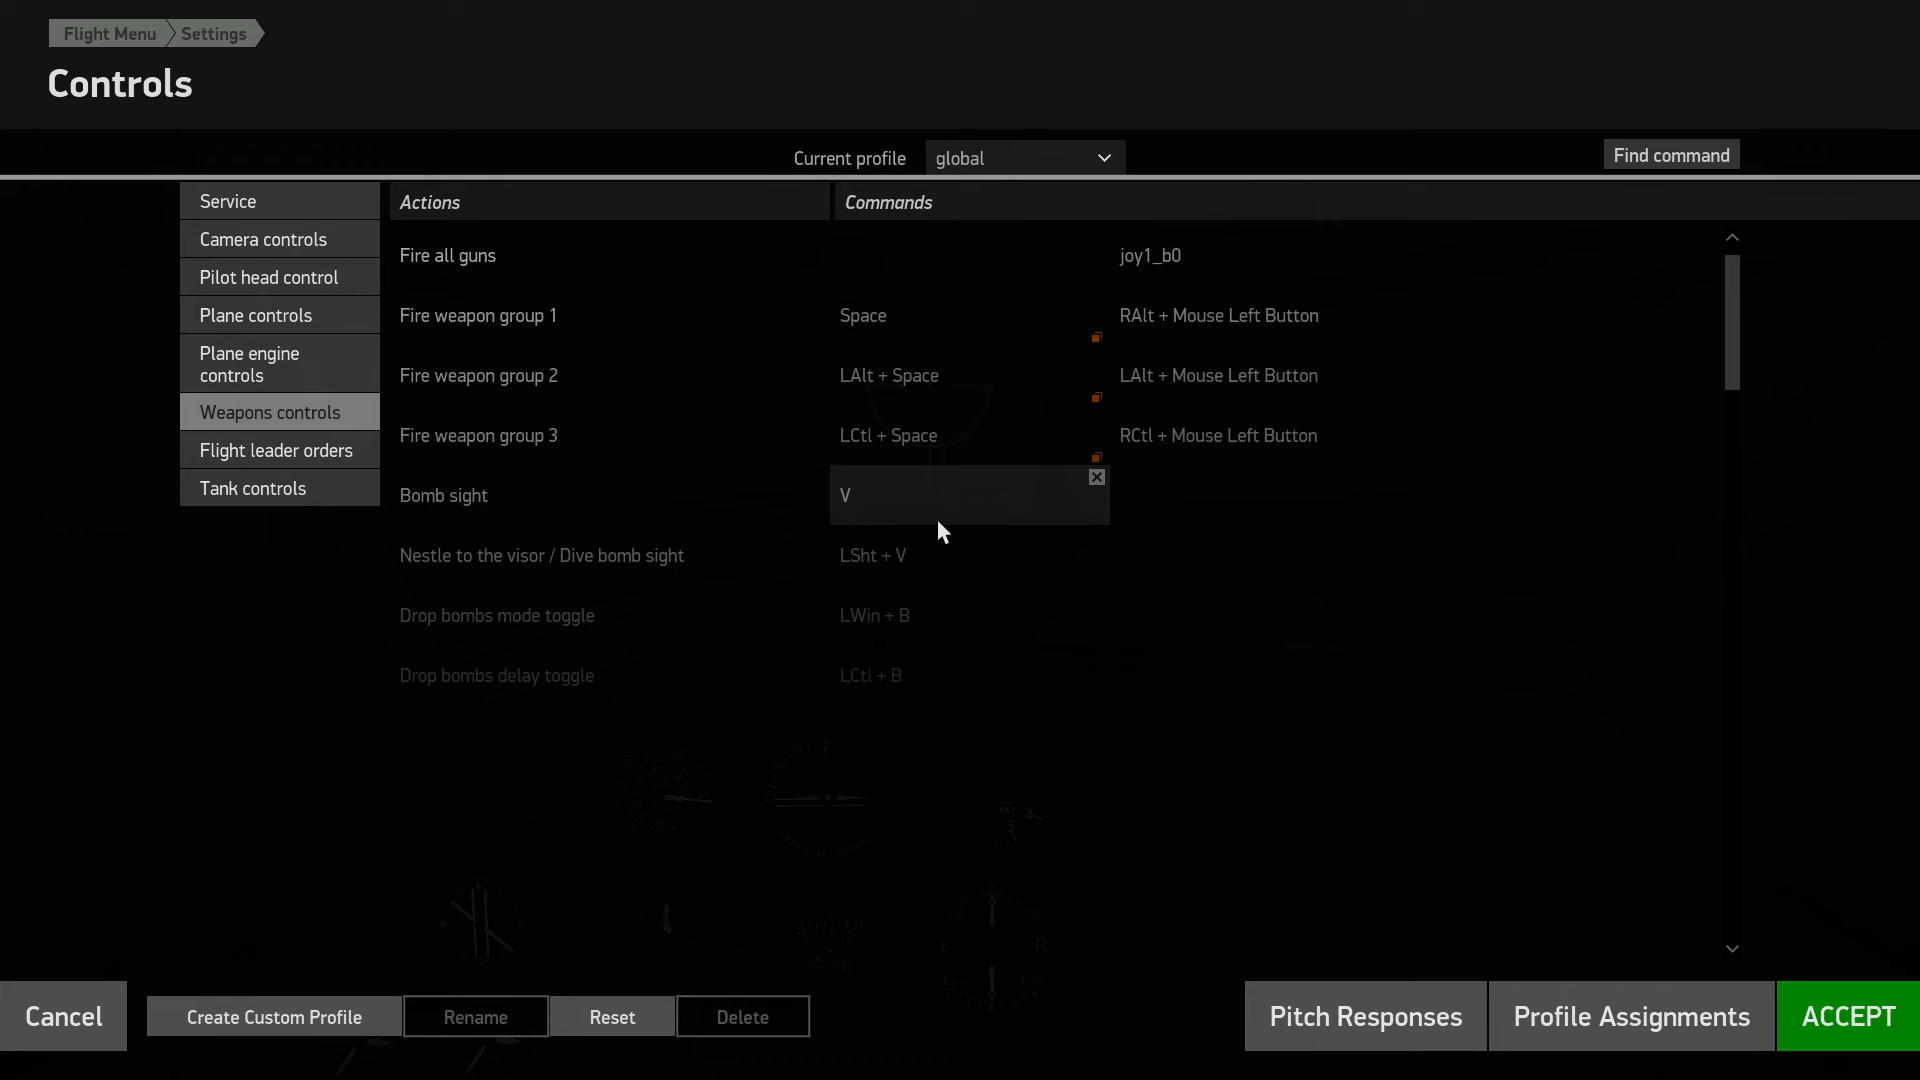 Flight Menu Settings
Controls
Current profile global
Find command
Service
Camera controls
Pilot head control
Plane controls
Plane engine
controls
Weapons controls
Flight leader orders
Tank controls
Actions Commands
Fire all guns joy1_b0
Fire weapon group 1 Space RAlt + Mouse Left Button
Fire weapon group 2 LAlt + Space LAlt + Mouse Left Button
Fire weapon group 3 LCtl + Space RCtl + Mouse Left Button
Bomb sight V
Nestle to the visor / Dive bomb sight LSht + V
Drop bombs mode toggle LWin + B
Drop bombs delay toggle LCtl + B
L R
Cancel Create Custom Profile Rename Reset Delete Pitch Responses Profile Assignments ACCEPT